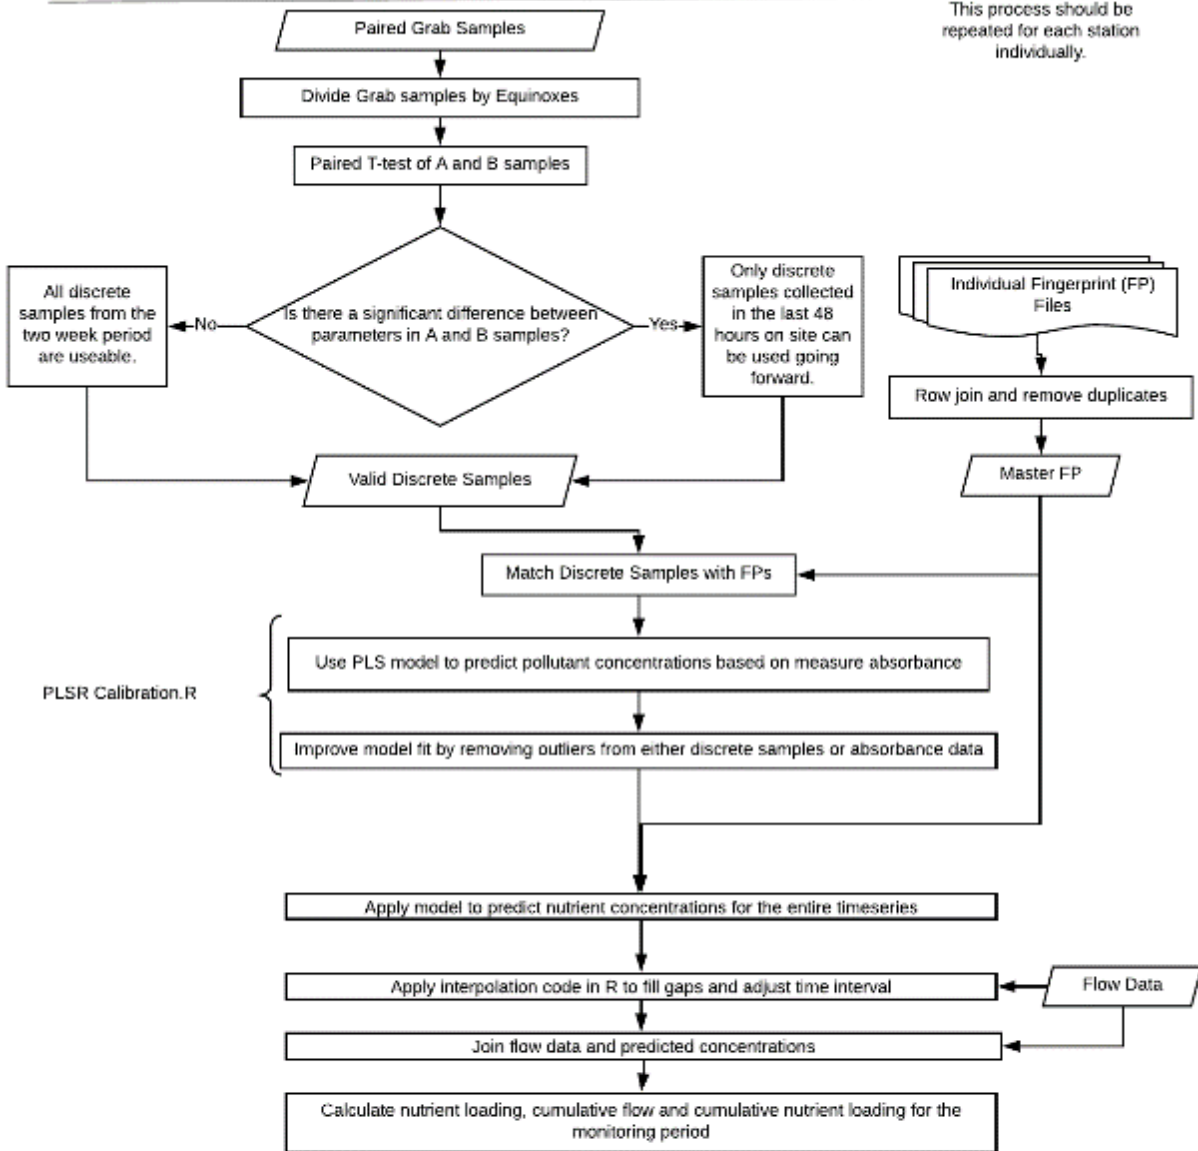 This process should be
repeated for each station
individually.
Paired Grab Samples
Divide Grab samples by Equinoxes
Paired T-test of A and B samples
Is there a significant difference between
parameters in A and B samples?
No
All discrete
samples from the
two week period
are useable.
Yes
Only discrete
samples collected
in the last 48
hours on site can
be used going
forward.
Individual Fingerprint (FP)
Files
Row join and remove duplicates
Master FP
Valid Discrete Samples
Match Discrete Samples with FPs
PLSR Calibration.R
Use PLS model to predict pollutant concentrations based on measure absorbance
Improve model fit by removing outliers from either discrete samples or absorbance data
Apply model to predict nutrient concentrations for the entire timeseries
Apply interpolation code in R to fill gaps and adjust time interval
Flow Data
Join flow data and predicted concentrations
Calculate nutrient loading, cumulative flow and cumulative nutrient loading for the
monitoring period